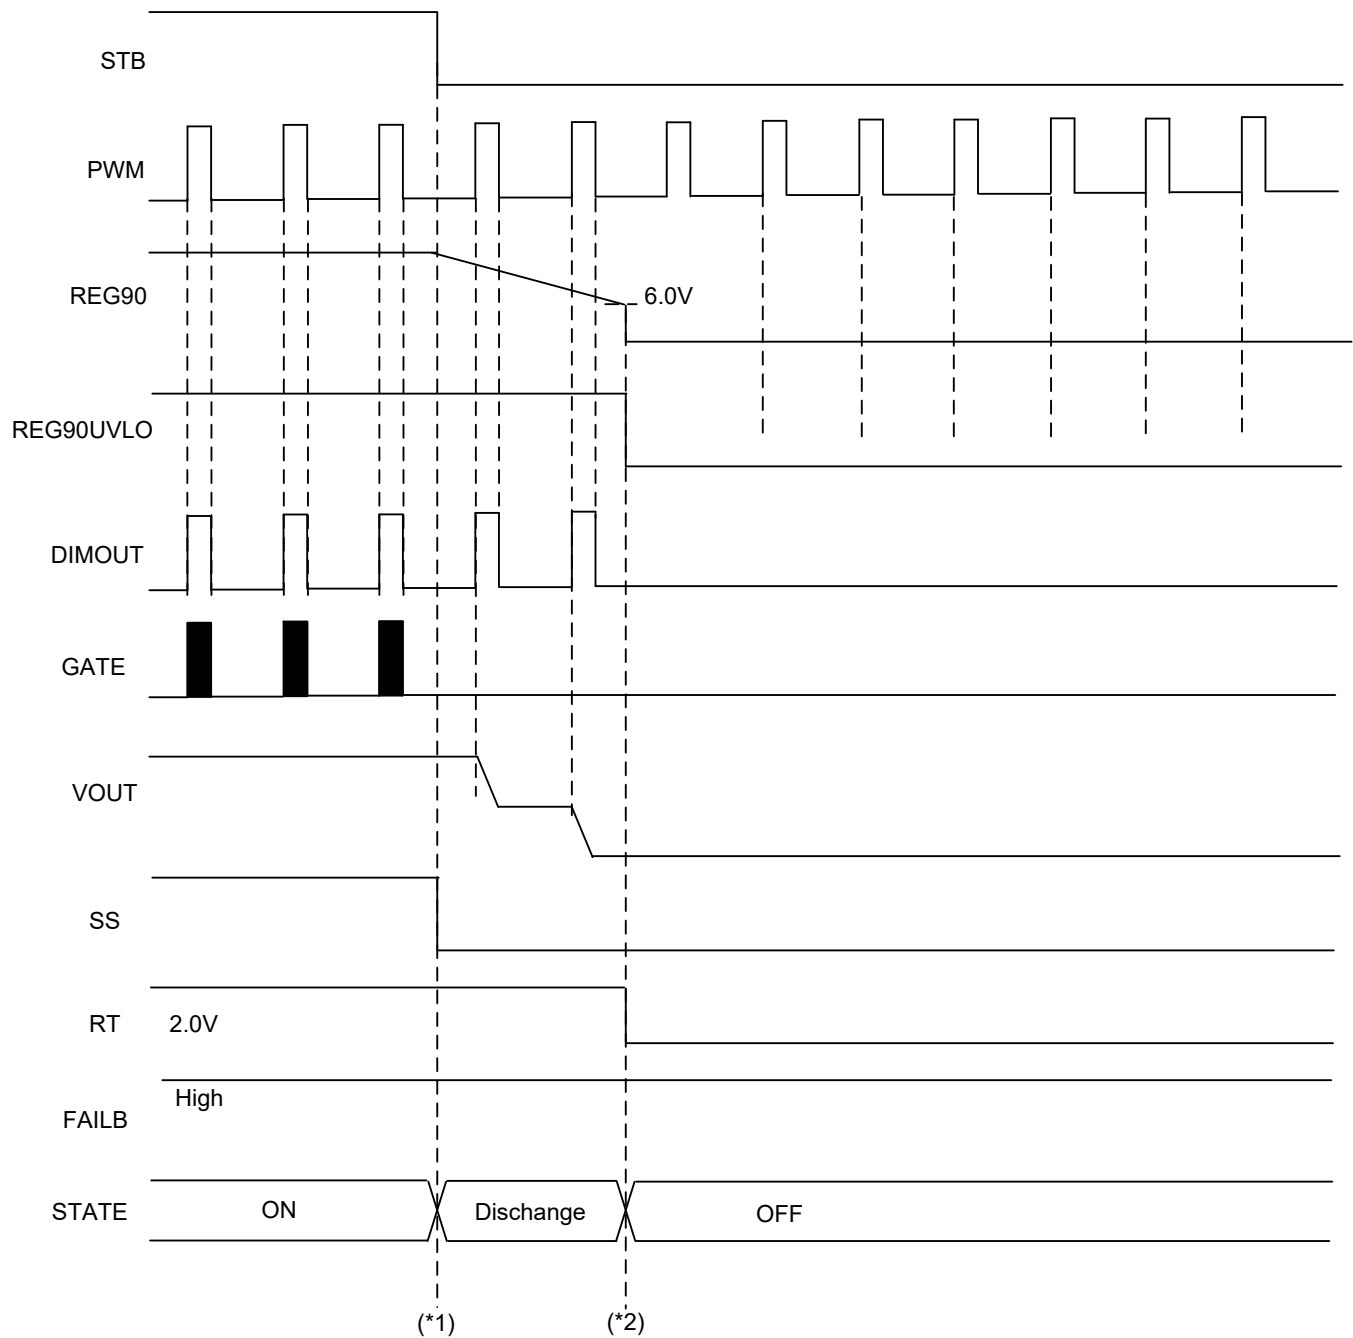 STB
PWM
REG90
6.0V
REG90UVLO
DIMOUT
GATE
VOUT
SS
RT 2.0V
High
FAILB
STATE ON Dischange OFF
(*1) (*2)